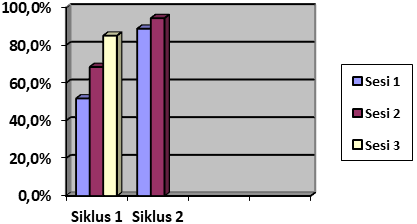 100,0%
80,0%
60,0%
40,0%
20,0%
0,0%
Siklus 1 Siklus 2
Sesi 1
Sesi 2
Sesi 3